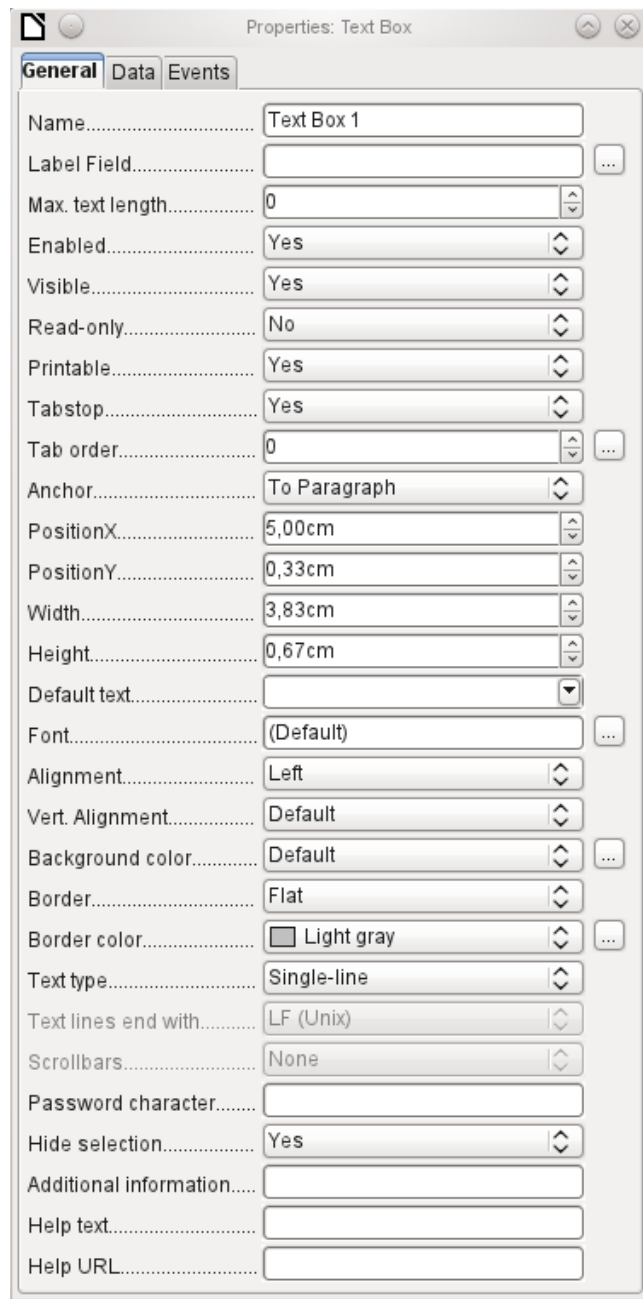 Properties: Text Box
General Data Events
Name............................... Text Box 1
Label Field....................... ...
Max. text length................ 0
Enabled........................... Yes
Visible............................. Yes
Read-only........................ No
Printable.......................... Yes
Tabstop........................... Yes
Tab order......................... 0 ...
Anchor............................. To Paragraph
PositionX......................... 5,00cm
PositionY......................... 0,33cm
Width............................... 3,83cm
Height.............................. 0,67cm
Default text.......................
Font.................................. (Default) ...
Alignment......................... Left
Vert. Alignment................. Default
Background color............. Default ...
Border.............................. Flat
Border color..................... Light gray ...
Text type.......................... Single-line
Text lines end with........... LF (Unix)
Scrollbars........................ None
Password character........
Hide selection.................. Yes
Additional information.....
Help text..........................
Help URL.........................